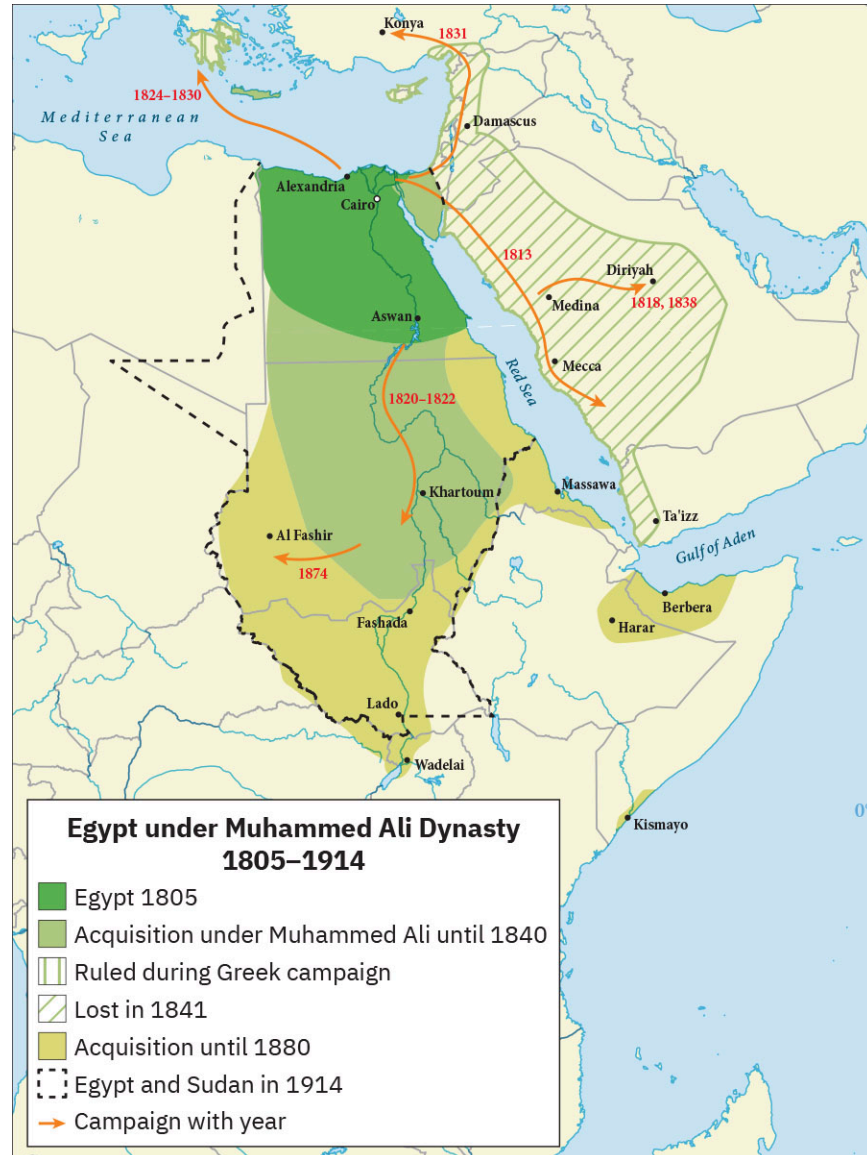 Konya
1831
1824–1830
Mediterranean
Sea
Damascus
Alexandria
Cairo
1813
Diriyah
Medina
1818, 1838
Aswan
Mecca
Red Sea
1820–1822
Khartoum
Massawa
Ta'izz
Al Fashir
Gulf of Aden
1874
Berbera
Fashada
Harar
Lado
Wadelai
Kismayo
0°
Egypt under Muhammed Ali Dynasty
1805–1914
Egypt 1805
Acquisition under Muhammed Ali until 1840
Ruled during Greek campaign
Lost in 1841
Acquisition until 1880
Egypt and Sudan in 1914
Campaign with year